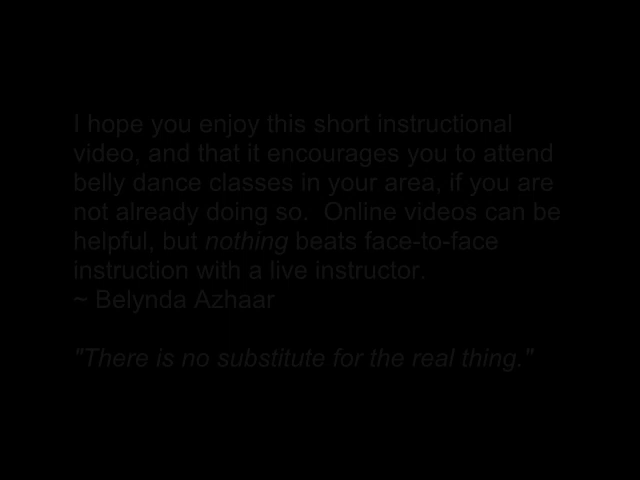 I hope you enjoy this short instructional
video, and that it encourages you to attend
belly dance classes in your area, if you are
not already doing so.  Online videos can be
helpful, but nothing beats face-to-face
instruction with a live instructor.
~ Belynda Azhaar
"There is no substitute for the real thing."